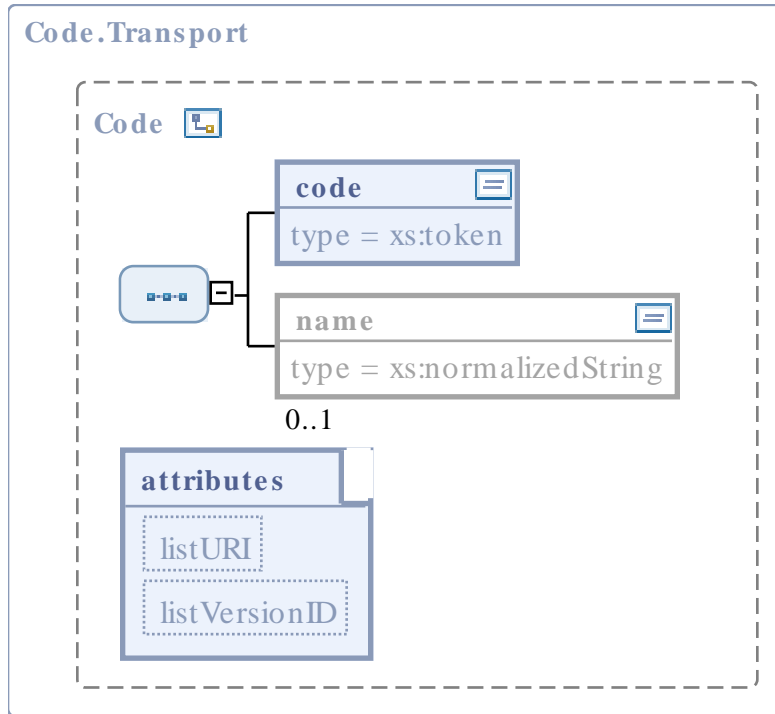 Code.Transport
Code
code
type = xs:token
name
type = xs:normalizedString
0..1
attributes
listURI
listVersionID